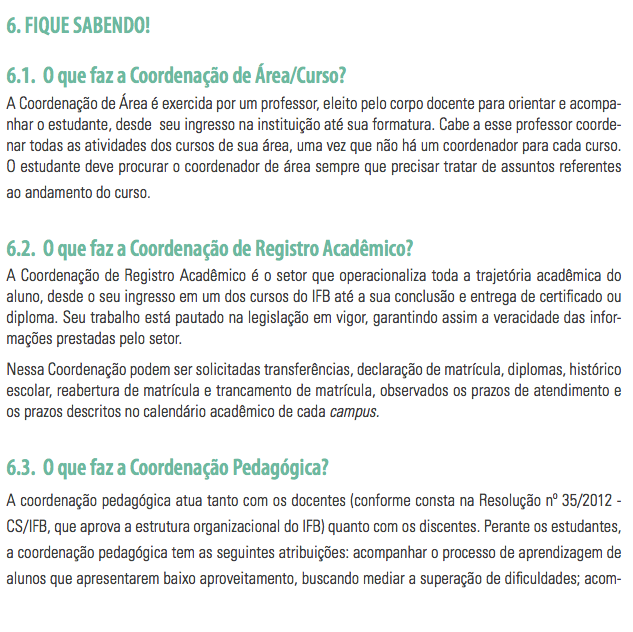 6. FIQUE SABENDO!
6.1. O que faz a Coordenação de Área/Curso?
A Coordenação de Área é exercida por um professor, eleito pelo corpo docente para orientar e acompa-
nhar o estudante, desde seu ingresso na instituição até sua formatura. Cabe a esse professor coorde-
nar todas as atividades dos cursos de sua área, uma vez que não há um coordenador para cada curso.
O estudante deve procurar o coordenador de área sempre que precisar tratar de assuntos referentes
ao andamento do curso.
6.2. O que faz a Coordenação de Registro Acadêmico?
A Coordenação de Registro Acadêmico é o setor que operacionaliza toda a trajetória acadêmica do
aluno, desde o seu ingresso em um dos cursos do IFB até a sua conclusão e entrega de certificado ou
diploma. Seu trabalho está pautado na legislação em vigor, garantindo assim a veracidade das infor-
mações prestadas pelo setor.
Nessa Coordenação podem ser solicitadas transferências, declaração de matrícula, diplomas, histórico
escolar, reabertura de matrícula e trancamento de matrícula, observados os prazos de atendimento e
os prazos descritos no calendário acadêmico de cada campus.
6.3. O que faz a Coordenação Pedagógica?
A coordenação pedagógica atua tanto com os docentes (conforme consta na Resolução nº 35/2012 -
CS/IFB, que aprova a estrutura organizacional do IFB) quanto com os discentes. Perante os estudantes,
a coordenação pedagógica tem as seguintes atribuições: acompanhar o processo de aprendizagem de
alunos que apresentarem baixo aproveitamento, buscando mediar a superação de dificuldades; acom-